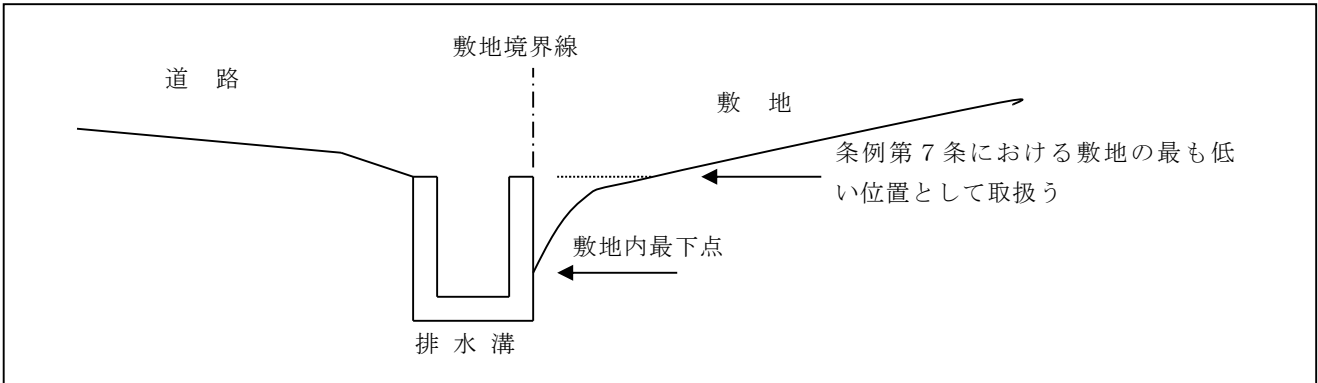 敷地境界線
道　路
敷　地
条例第７条における敷地の最も低
い位置として取扱う
敷地内最下点
排 水 溝